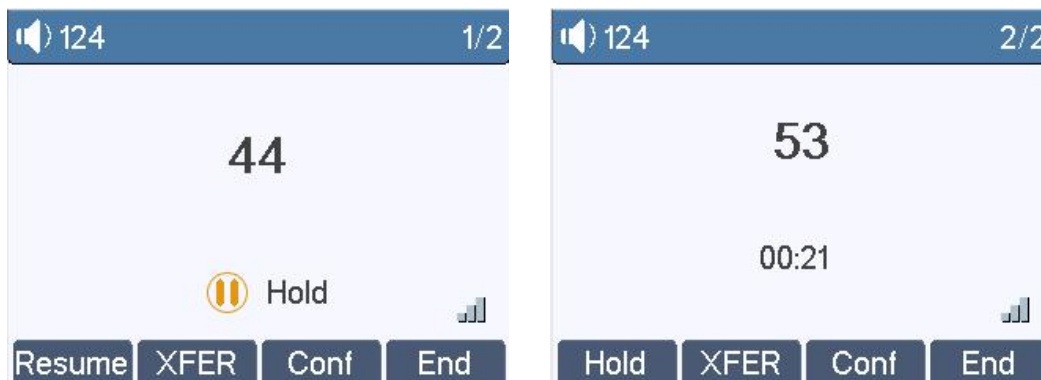 124 1/2
44
Hold
Resume XFER Conf End
124 2/2
53
00:21
Hold XFER Conf End